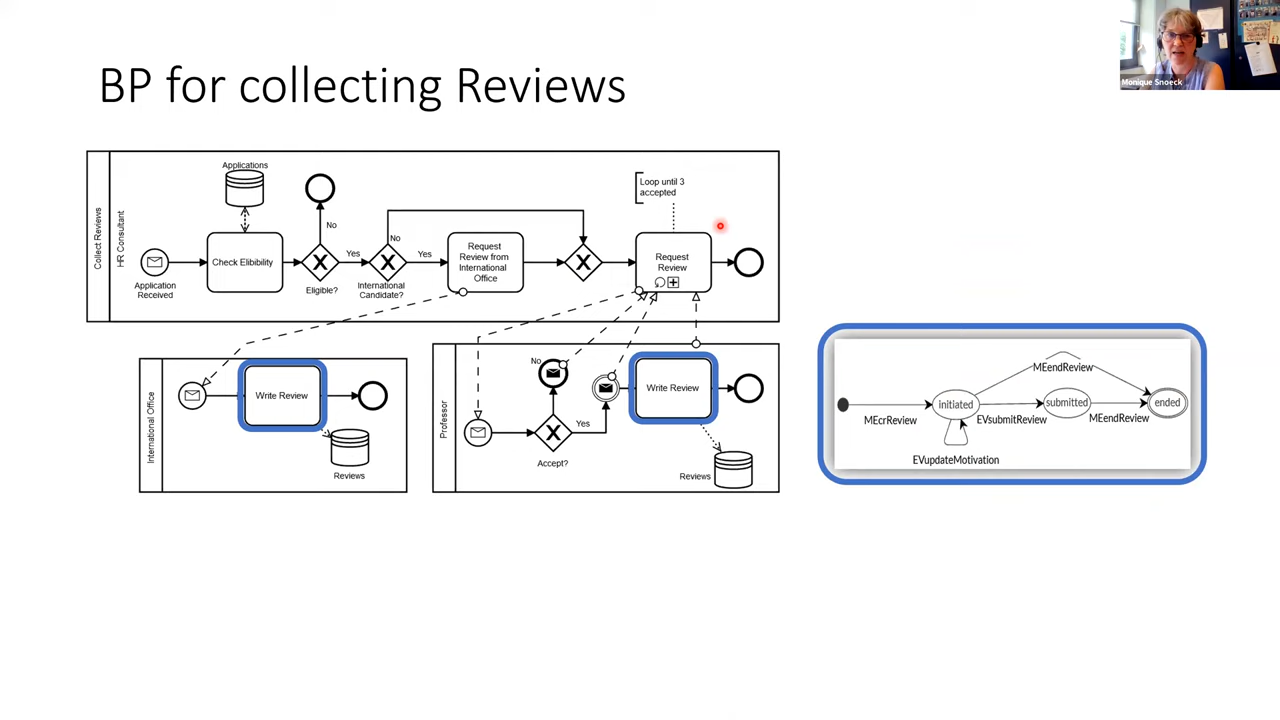 Monique Snoeck
BP for collecting Reviews
Collect Reviews
HR Consultant
Applications
Application
Received
Check Elibibility
No
Yes
Eligible?
No
Yes
International
Candidate?
Request
Review from
International
Office
X
X
X
Loop until 3
accepted
Request
Review
International Office
Write Review
Reviews
Professor
No
X
Yes
Accept?
Write Review
Reviews
MEcrReview
initiated
EVupdateMotivation
EVsubmitReview
submitted
MEendReview
MEendReview
ended